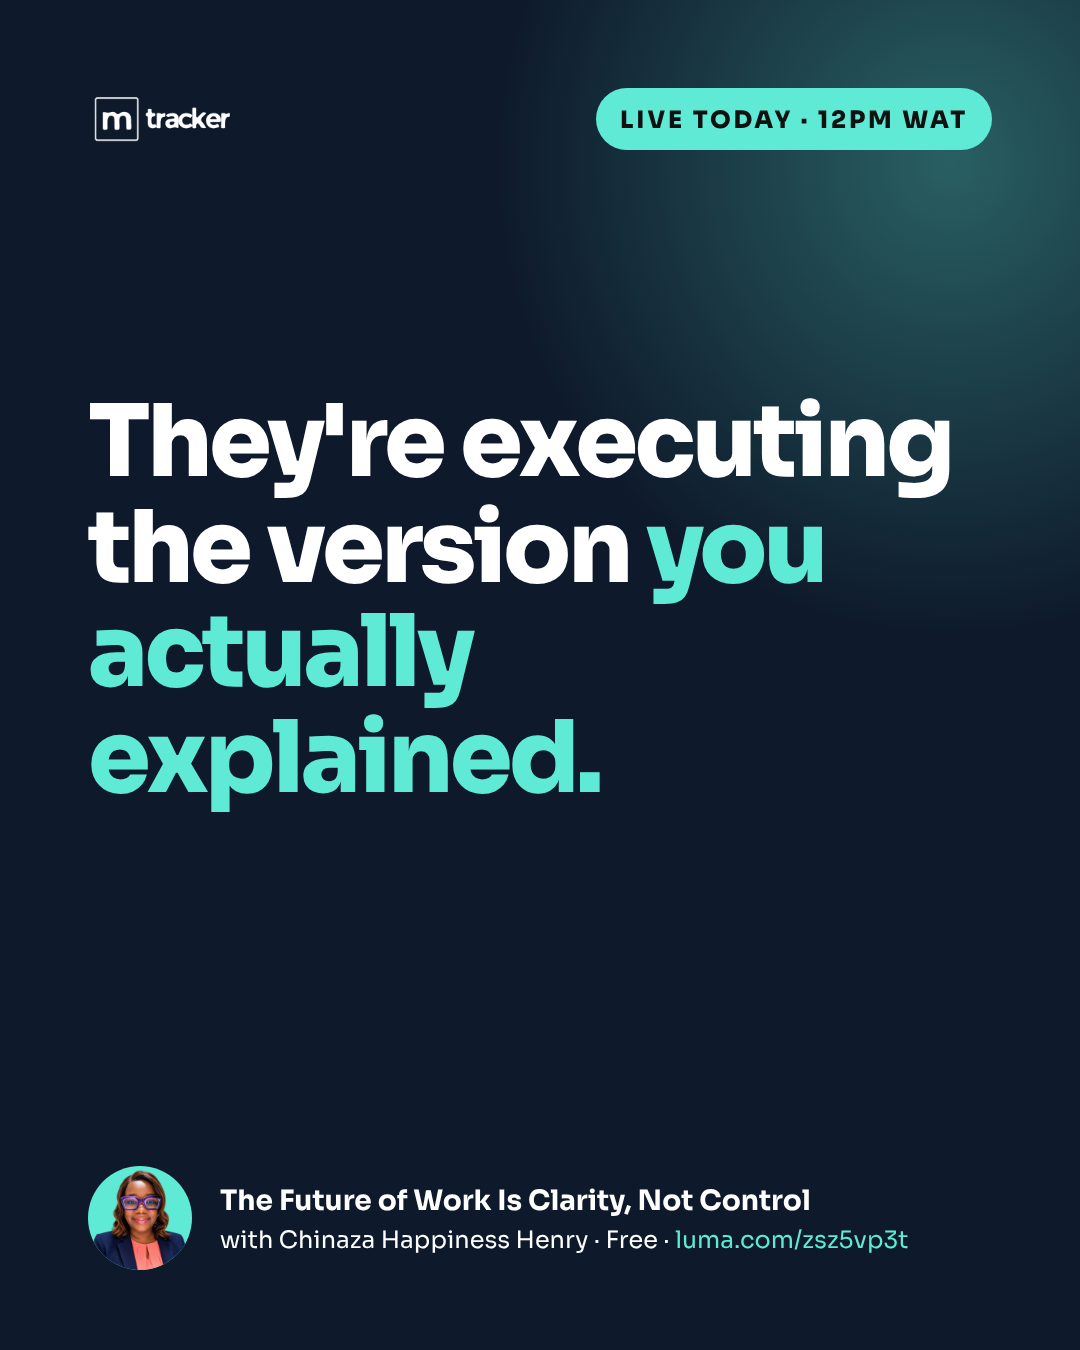 m tracker
LIVE TODAY · 12PM WAT
They're executing
the version you
actually
explained.
The Future of Work Is Clarity, Not Control
with Chinaza Happiness Henry · Free · luma.com/zsz5vp3t